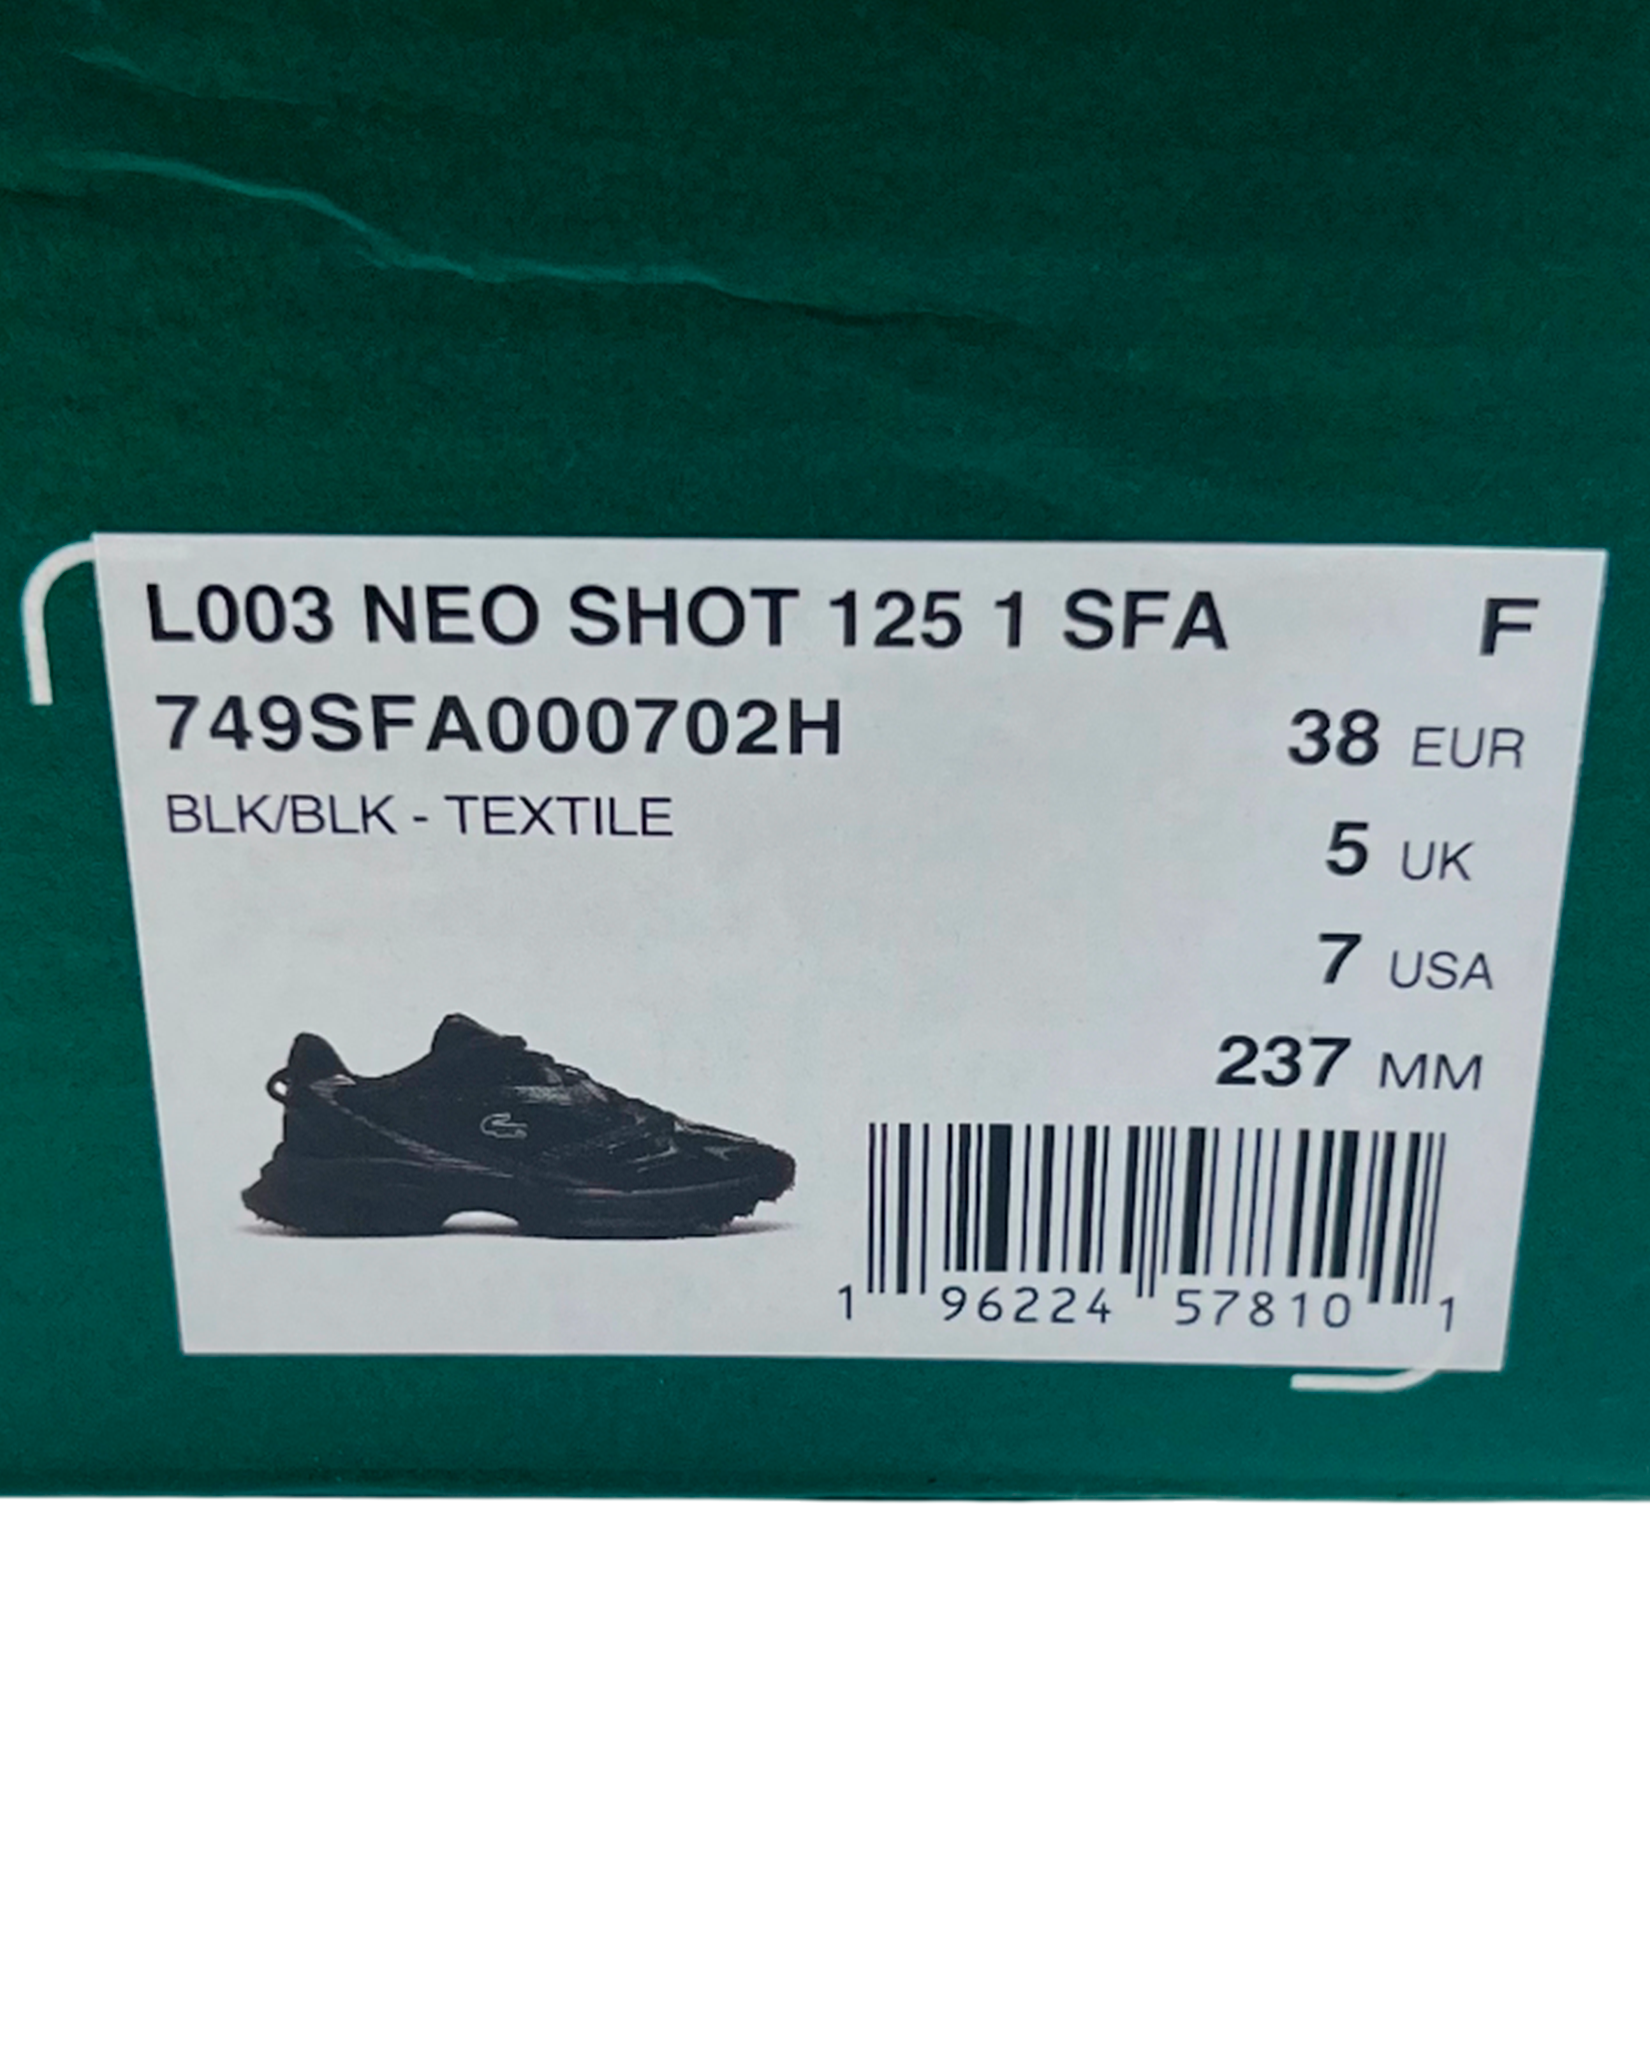 L003 NEO SHOT 125 1 SFA F
749SFA000702H
38 EUR
BLK/BLK - TEXTILE
5 UK
7 USA
237 MM
1 96224 57810 1